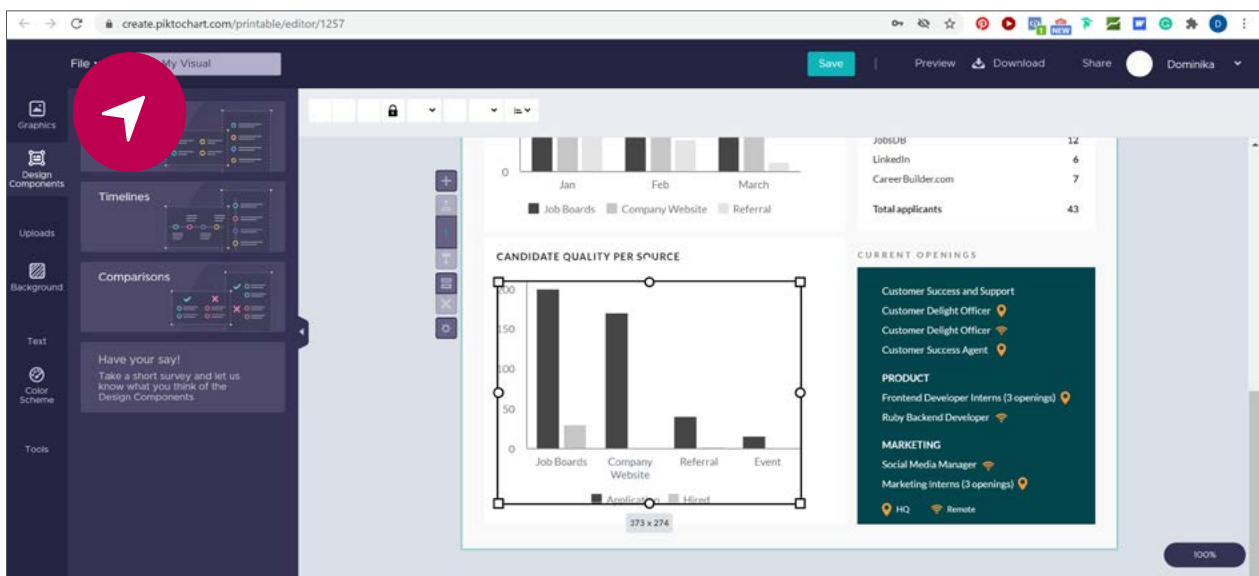 create.piktochart.com/printable/editor/1257
NEW
D
File
My Visual
Save
Preview
Download
Share
Dominika
Graphics
Design
Components
Uploads
Background
Text
Color
Scheme
Tools
Timelines
Comparisons
Have your say!
Take a short survey and let us
know what you think of the
Design Components
0
Jan Feb March
Job Boards Company Website Referral
JobsDB 12
LinkedIn 6
CareerBuilder.com 7
Total applicants 43
CANDIDATE QUALITY PER SOURCE
200
150
100
50
0
Job Boards Company Referral Event
Website
Application Hired
373 x 274
CURRENT OPENINGS
Customer Success and Support
Customer Delight Officer
Customer Delight Officer
Customer Success Agent
PRODUCT
Frontend Developer Interns (3 openings)
Ruby Backend Developer
MARKETING
Social Media Manager
Marketing Interns (3 openings)
HQ Remote
100%